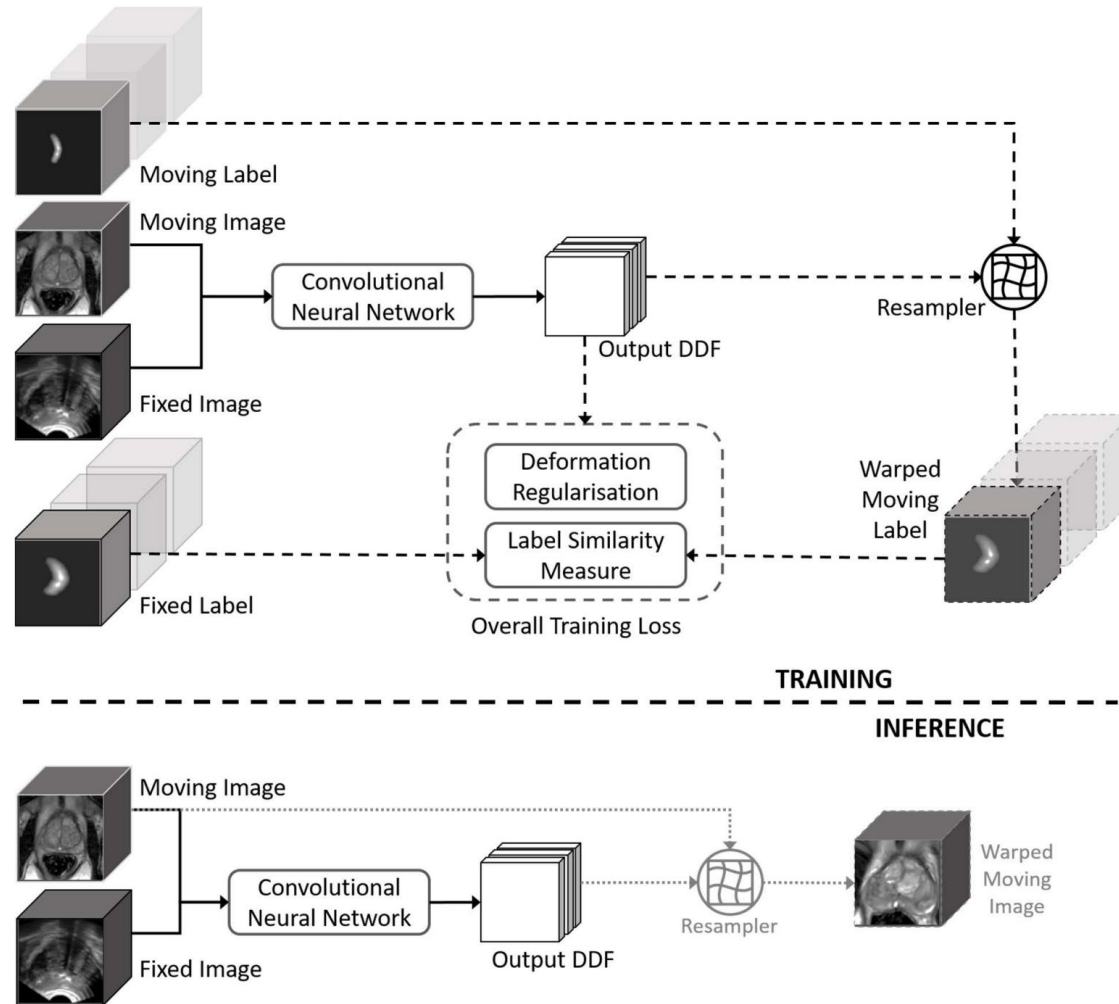 Moving Label
Moving Image
Convolutional
Neural Network
Resampler
Output DDF
Fixed Image
Deformation
Regularisation
Warped
Moving
Label
Label Similarity
Measure
Fixed Label
Overall Training Loss
TRAINING
INFERENCE
Moving Image
Convolutional
Neural Network
Warped
Moving
Image
Resampler
Output DDF
Fixed Image